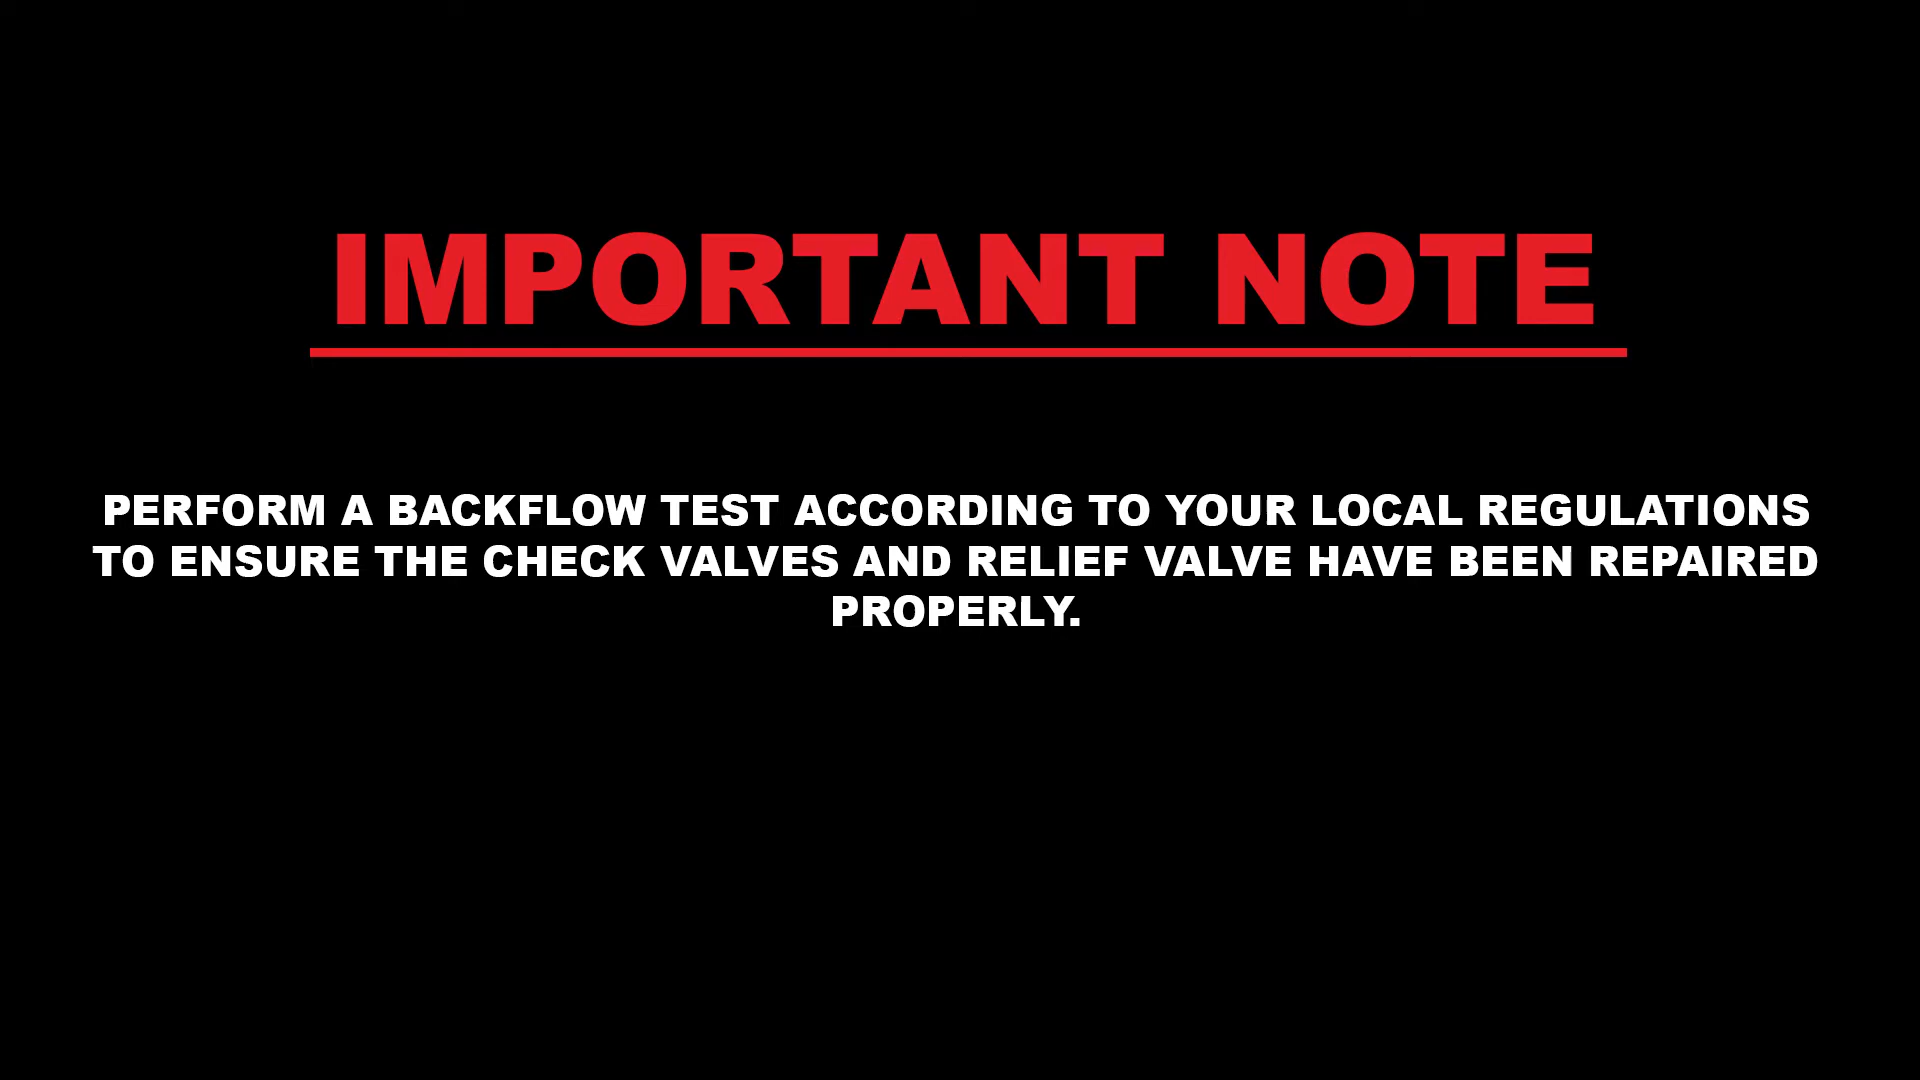 IMPORTANT NOTE
PERFORM A BACKFLOW TEST ACCORDING TO YOUR LOCAL REGULATIONS
TO ENSURE THE CHECK VALVES AND RELIEF VALVE HAVE BEEN REPAIRED
PROPERLY.